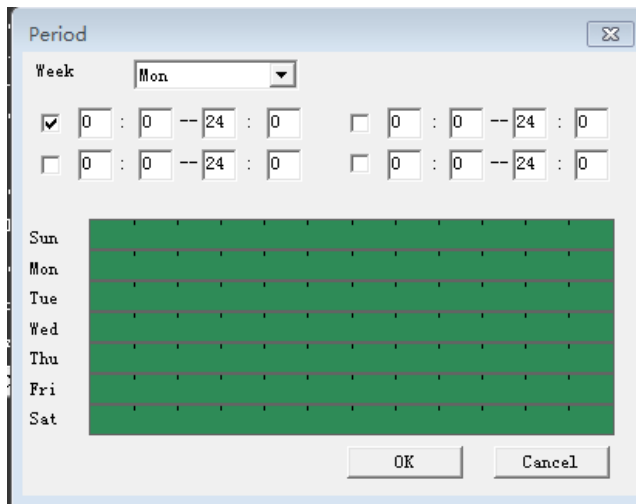 Period
Week Mon
0 : 0 -- 24 : 0 0 : 0 -- 24 : 0
0 : 0 -- 24 : 0 0 : 0 -- 24 : 0
Sun
Mon
Tue
Wed
Thu
Fri
Sat
OK Cancel